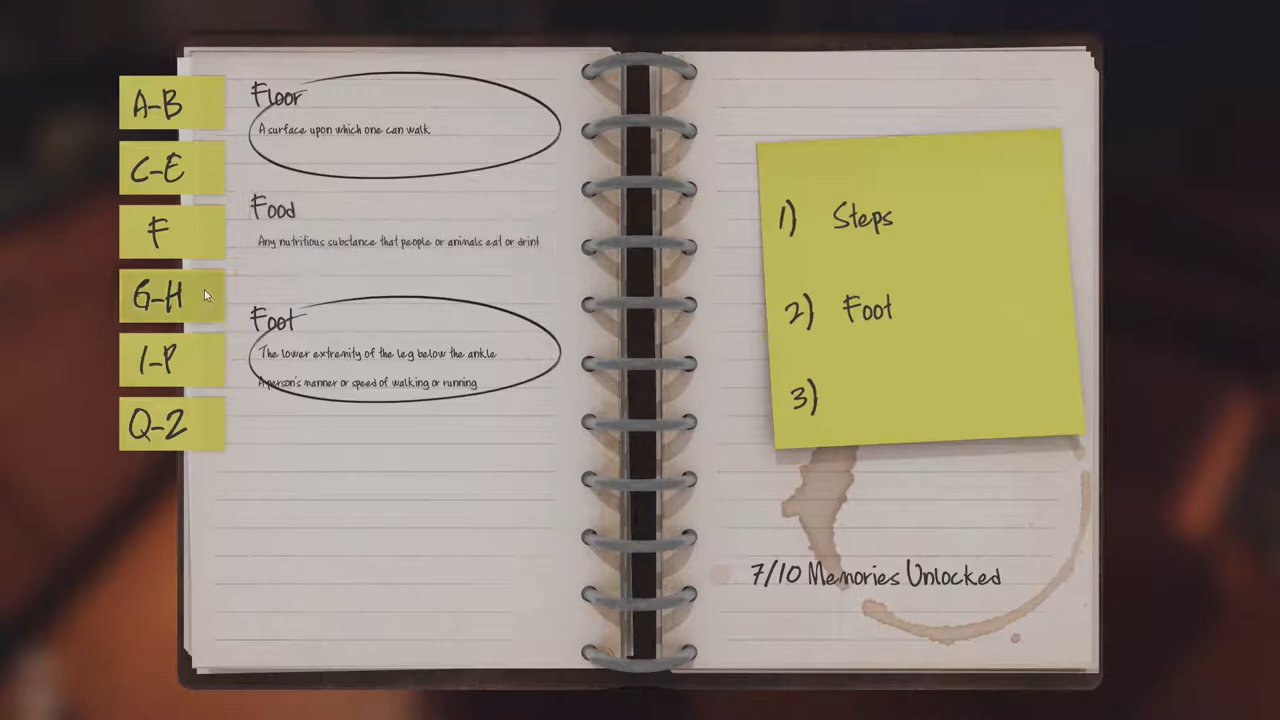 A-B
C-E
F
G-H
I-P
Q-Z
Floor
A surface upon which one can walk
Food
Any nutritious substance that people or animals eat or drink
Foot
The lower extremity of the leg below the ankle
A person's manner or speed of walking or running
1) Steps
2) Foot
3)
7/10 Memories Unlocked